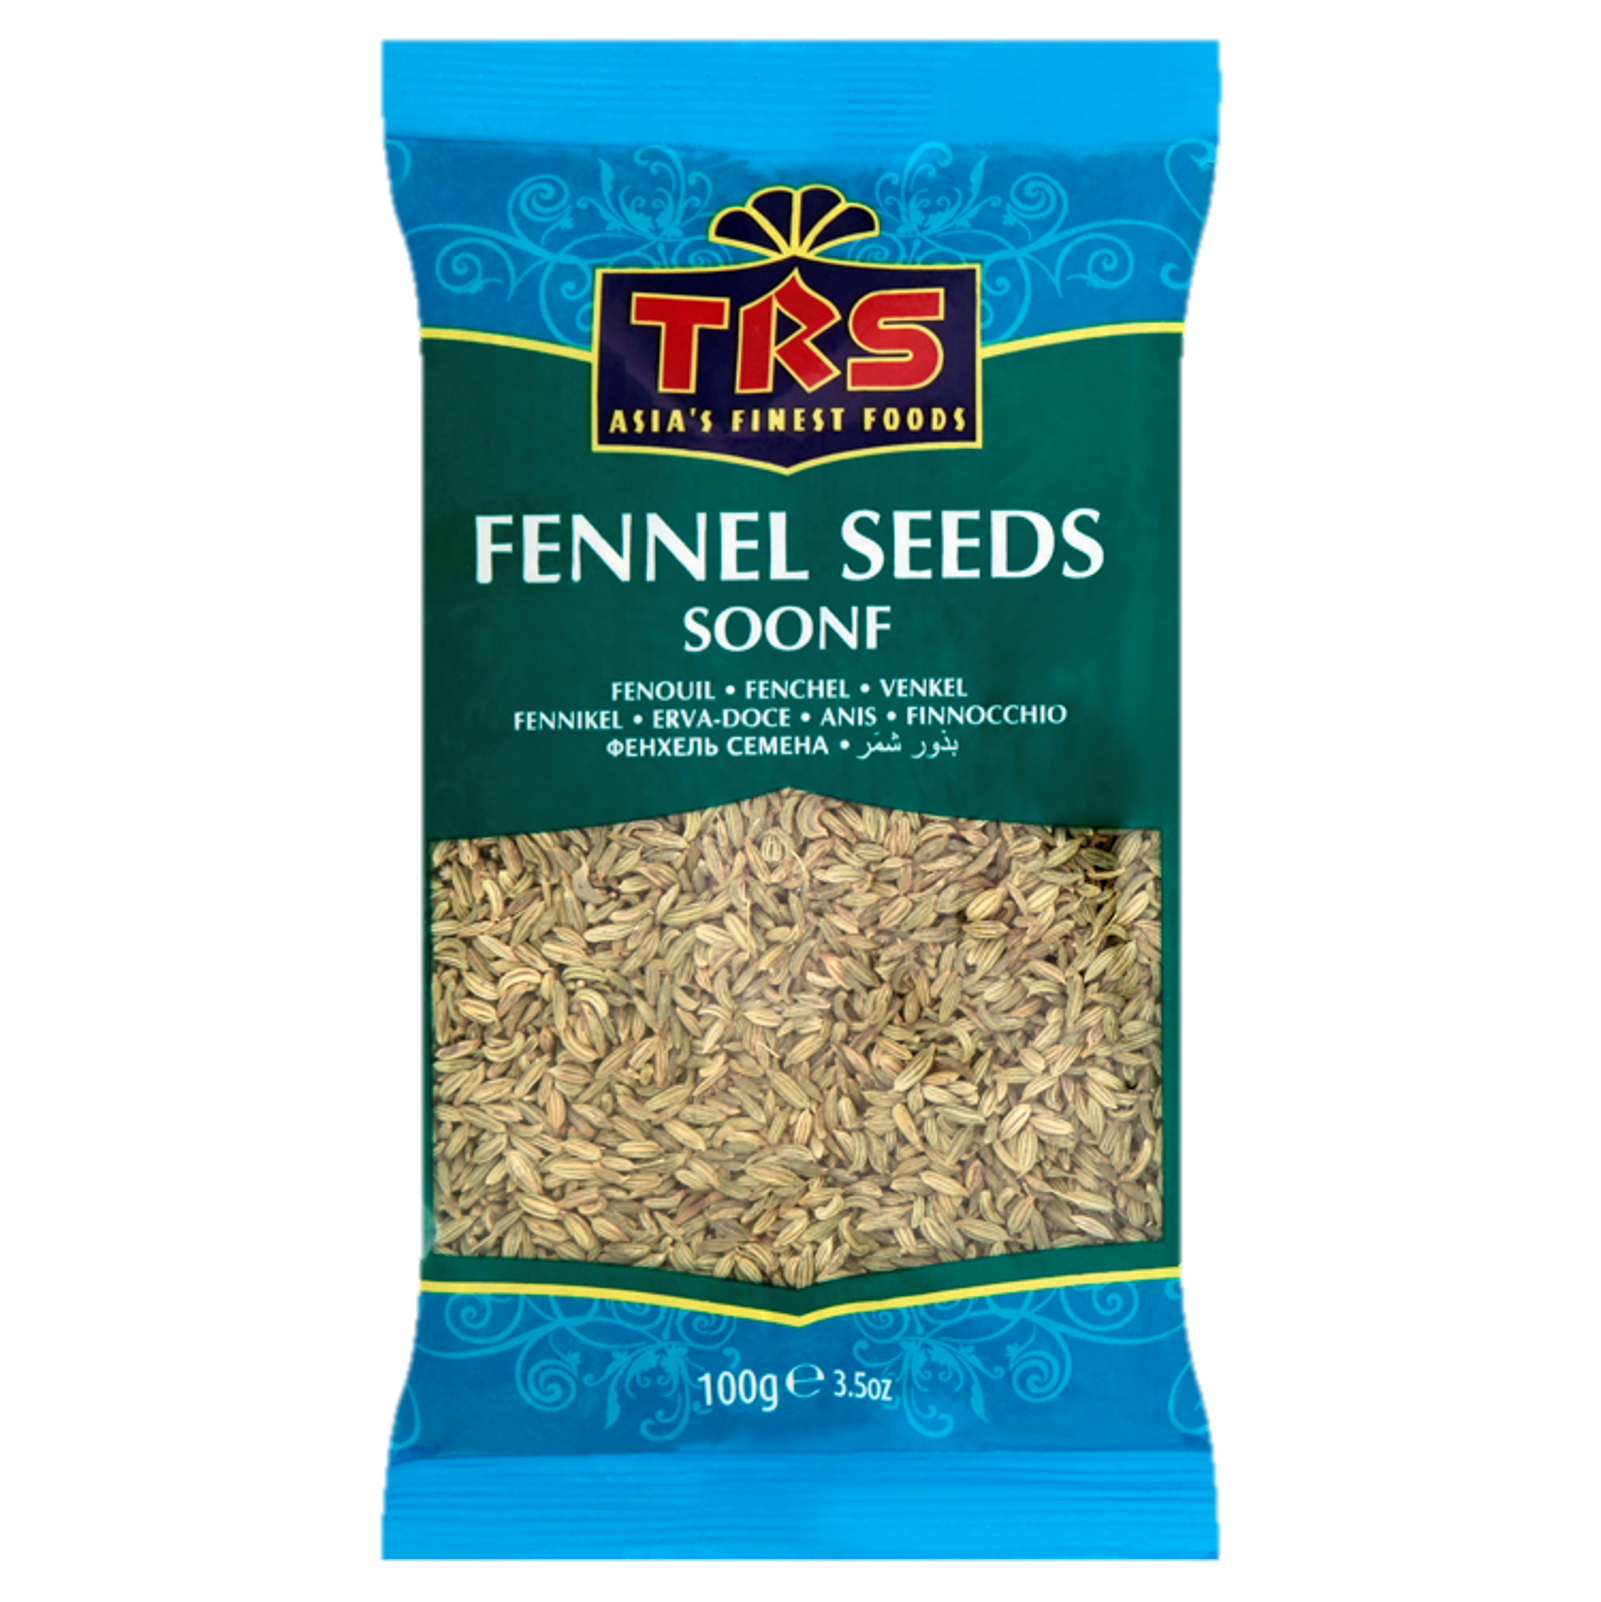 TRS
ASIA'S FINEST FOODS
FENNEL SEEDS
SOONF
FENOUIL • FENCHEL • VENKEL
FENNIKEL • ERVA-DOCE • ANIS • FINNOCCHIO
ФЕНХЕЛЬ СЕМЕНА • بذور شمّر
100g ℮ 3.5oz